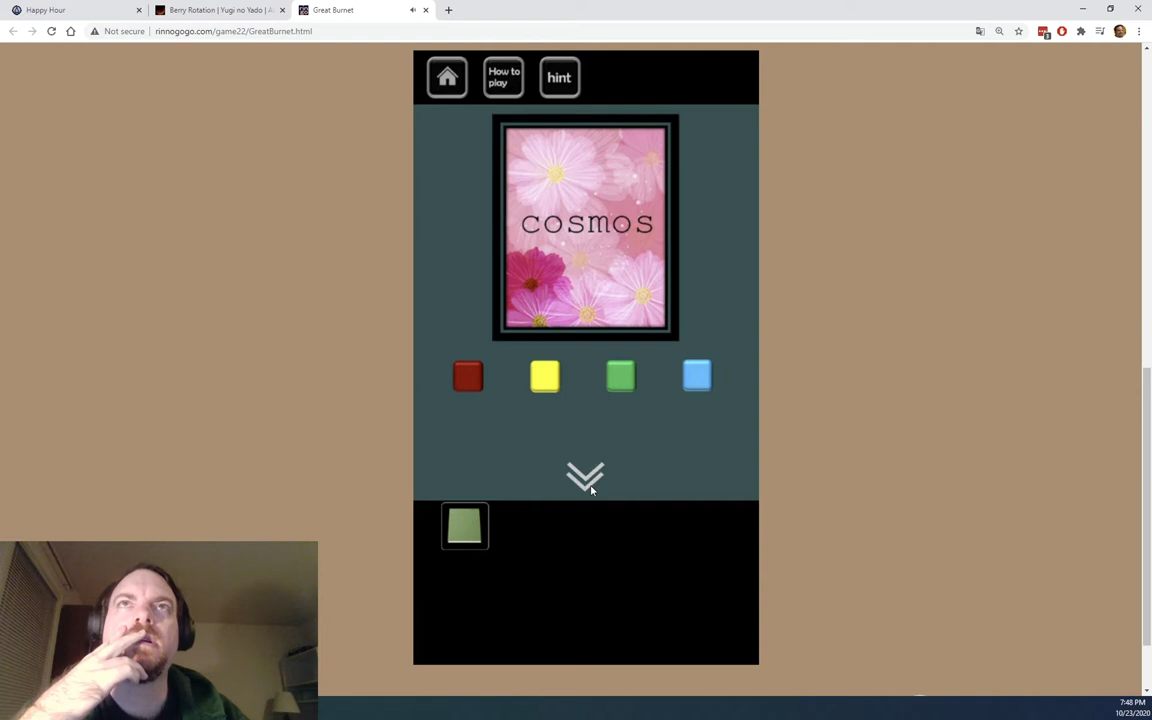 Happy Hour
Berry Rotation | Yugi no Yado | A
Great Burnet
Not secure
rinnogogo.com/game22/GreatBurnet.html
How to
play
hint
cosmos
7:48 PM
10/23/2020